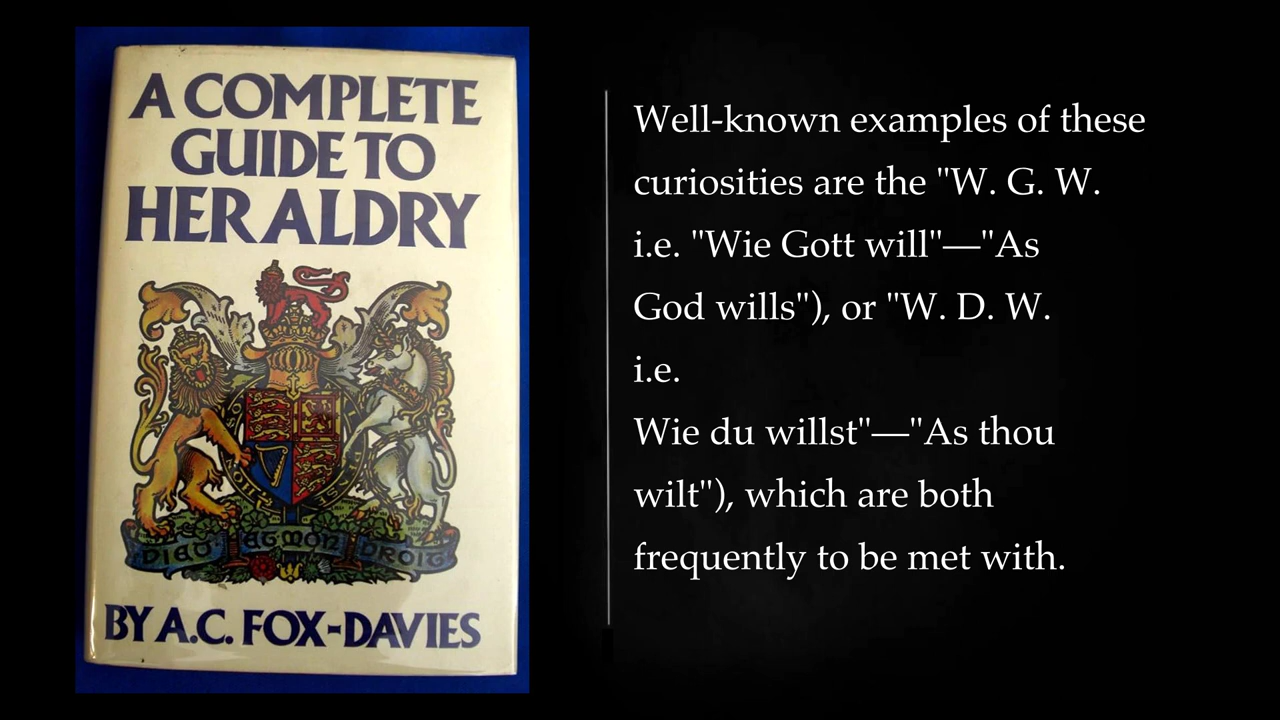 A COMPLETE
GUIDE TO
HERALDRY
DIEU ET MON DROIT
BY A.C. FOX-DAVIES
Well-known examples of these
curiosities are the "W. G. W.
i.e. "Wie Gott will"—"As
God wills"), or "W. D. W.
i.e.
Wie du willst"—"As thou
wilt"), which are both
frequently to be met with.